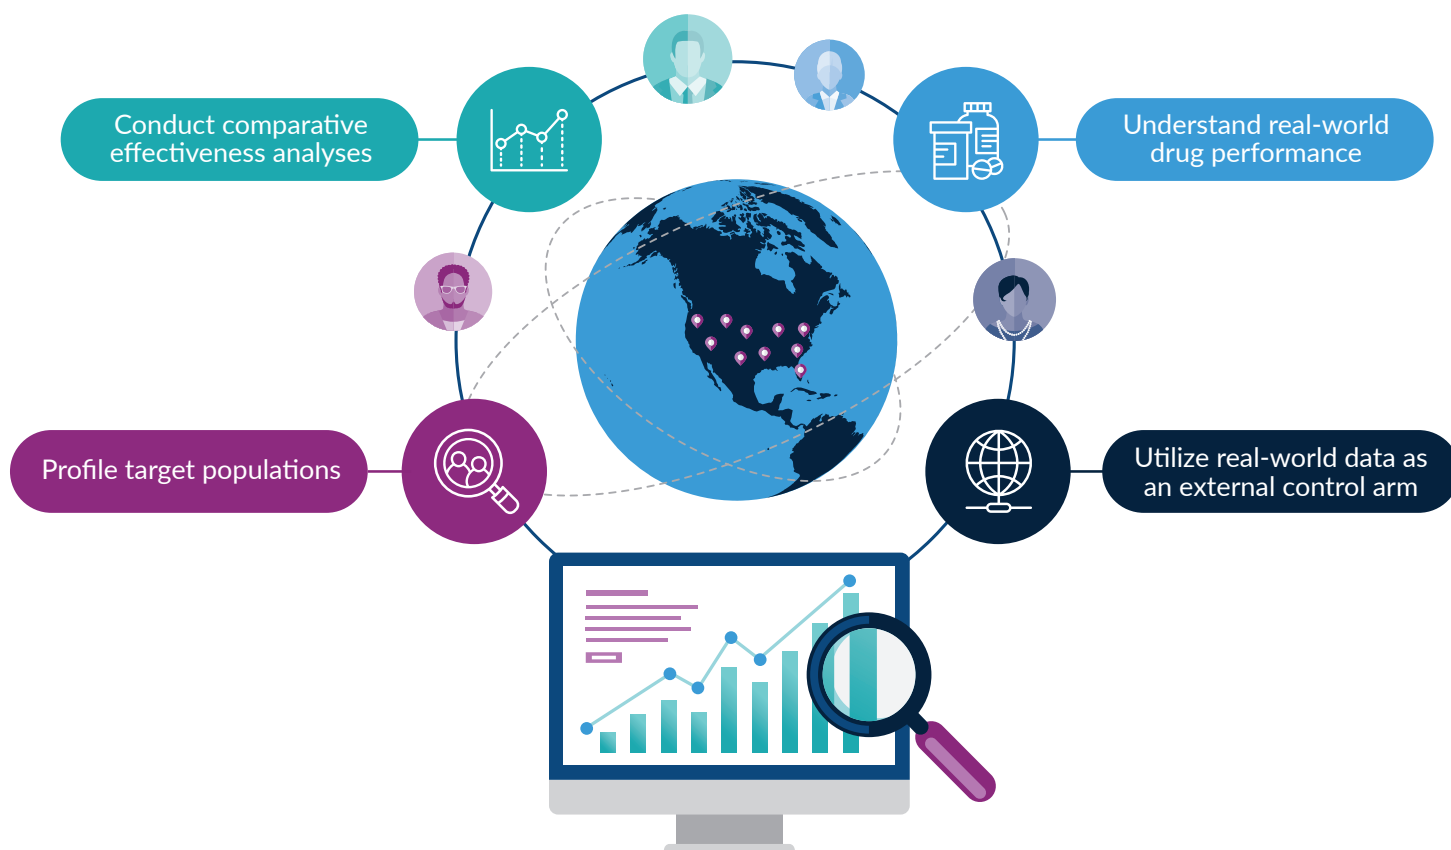 Conduct comparative
effectiveness analyses
Understand real-world
drug performance
Profile target populations
Utilize real-world data as
an external control arm